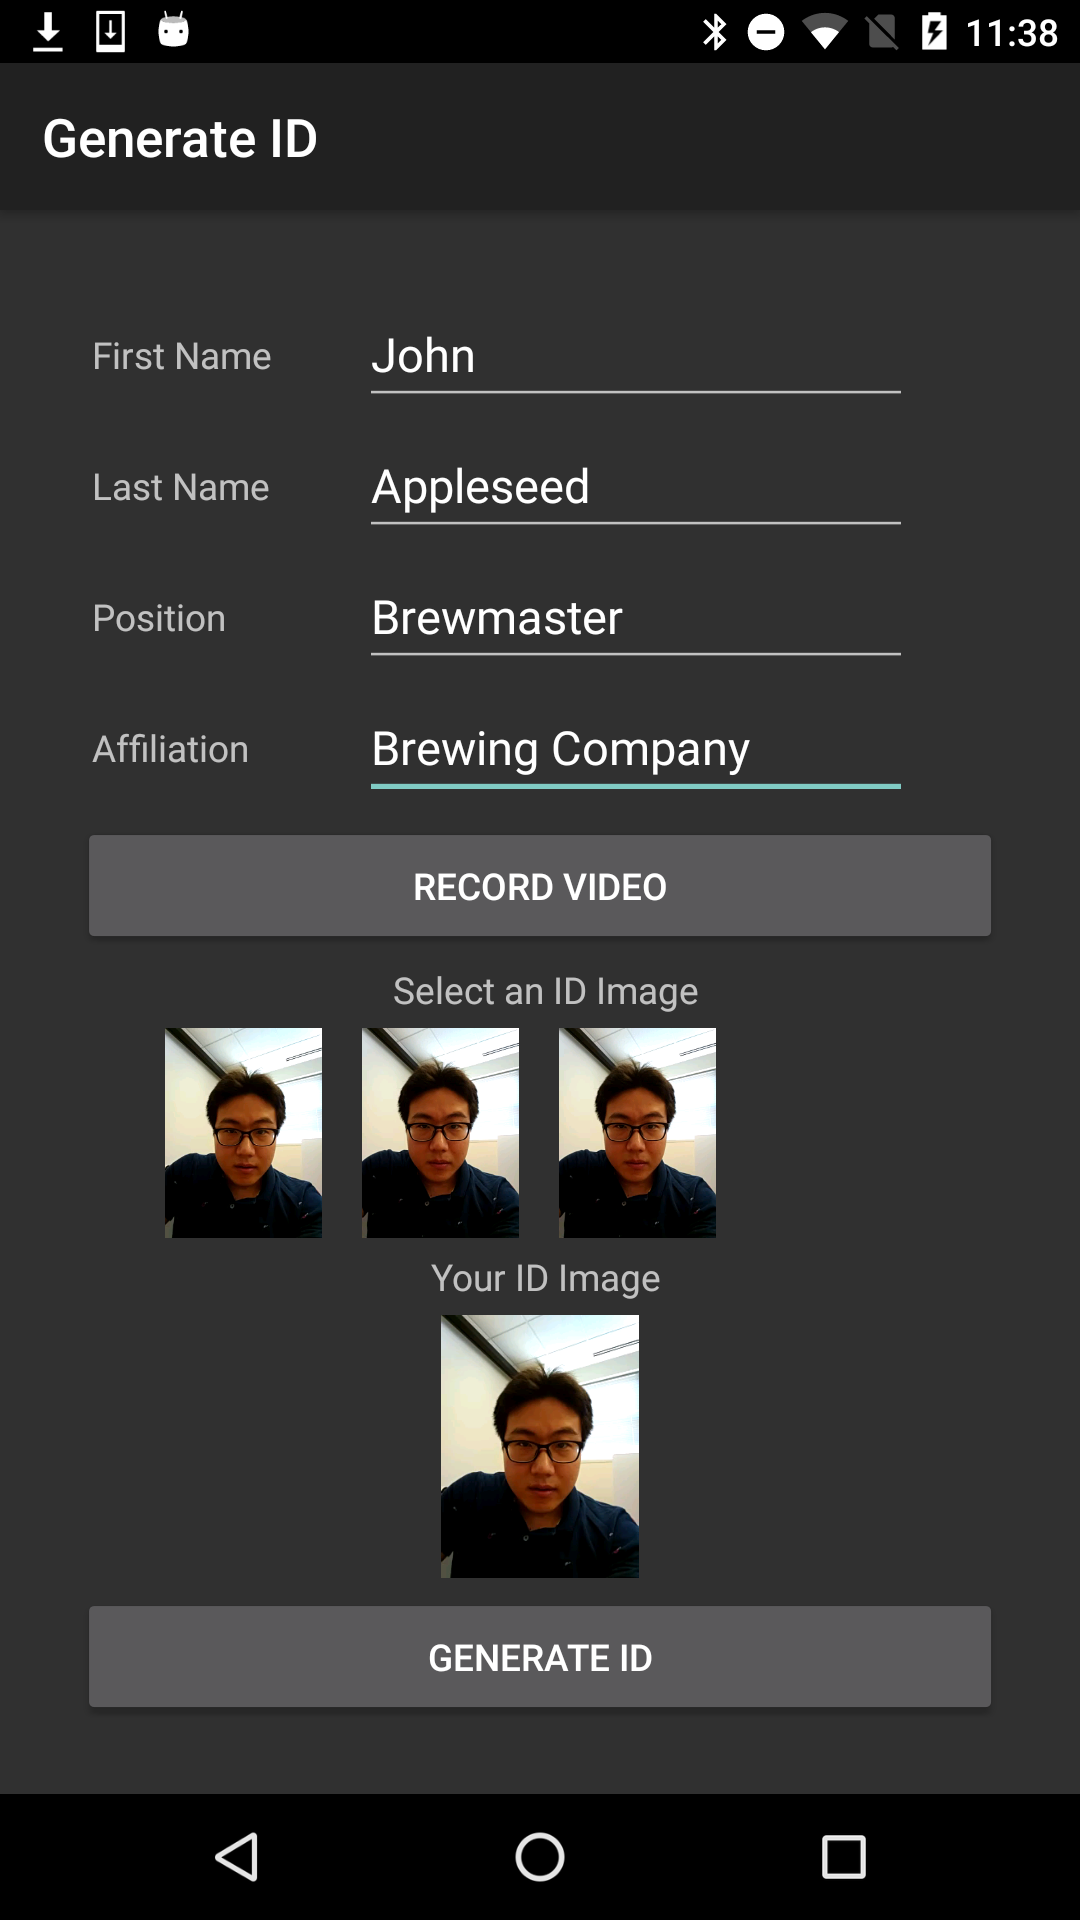 11:38
Generate ID
First Name John
Last Name Appleseed
Position Brewmaster
Affiliation Brewing Company
RECORD VIDEO
Select an ID Image
Your ID Image
GENERATE ID